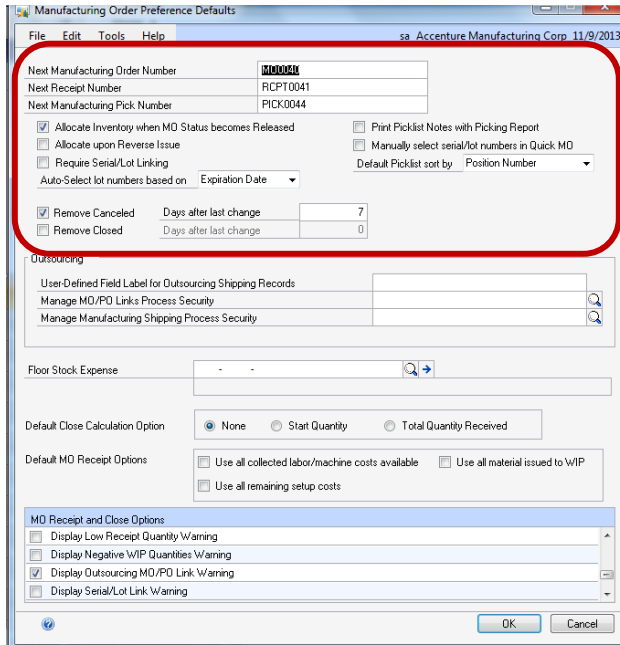 Manufacturing Order Preference Defaults
File Edit Tools Help sa Accenture Manufacturing Corp 11/9/2013
Next Manufacturing Order Number MO0040
Next Receipt Number RCPT0041
Next Manufacturing Pick Number PICK0044
Allocate Inventory when MO Status becomes Released Print Picklist Notes with Picking Report
Allocate upon Reverse Issue Manually select serial/lot numbers in Quick MO
Require Serial/Lot Linking Default Picklist sort by Position Number
Auto-Select lot numbers based on Expiration Date
Remove Canceled Days after last change 7
Remove Closed Days after last change 0
Outsourcing
User-Defined Field Label for Outsourcing Shipping Records
Manage MO/PO Links Process Security
Manage Manufacturing Shipping Process Security
Floor Stock Expense - -
Default Close Calculation Option None Start Quantity Total Quantity Received
Default MO Receipt Options Use all collected labor/machine costs available Use all material issued to WIP
Use all remaining setup costs
MO Receipt and Close Options
Display Low Receipt Quantity Warning
Display Negative WIP Quantities Warning
Display Outsourcing MO/PO Link Warning
Display Serial/Lot Link Warning
OK Cancel